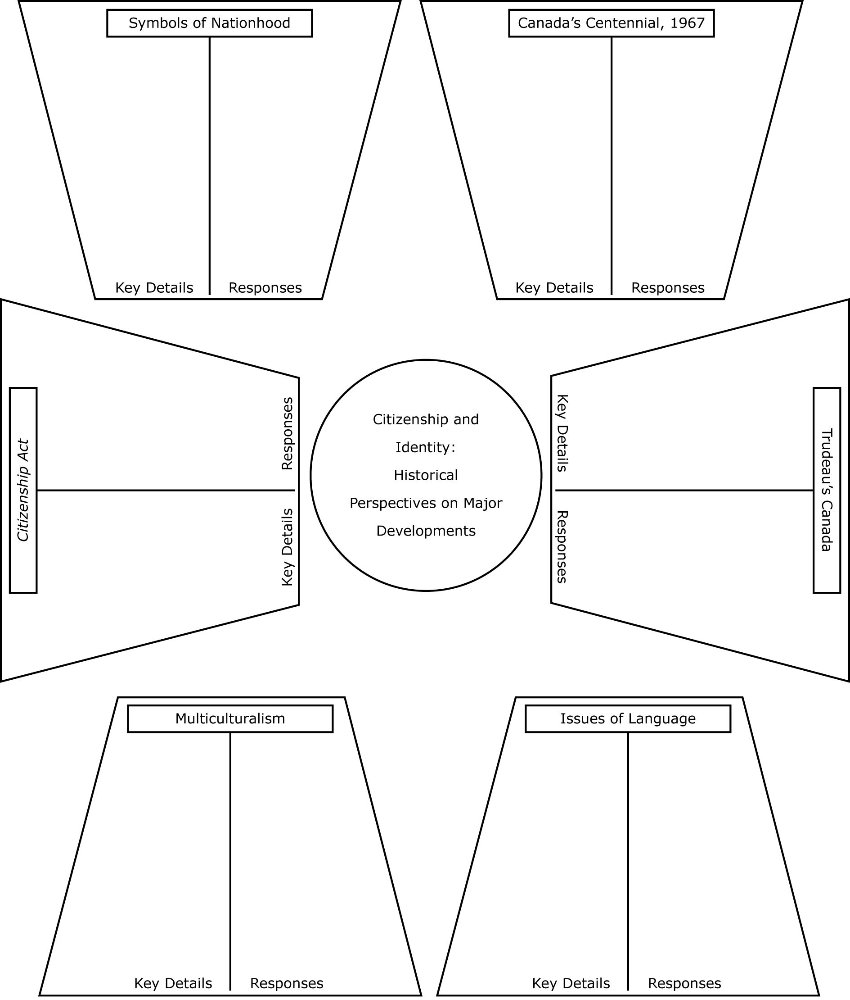 Symbols of Nationhood
Key Details
Responses
Canada’s Centennial, 1967
Key Details
Responses
Citizenship Act
Responses
Key Details
Citizenship and
Identity:
Historical
Perspectives on Major
Developments
Key Details
Responses
Trudeau’s Canada
Multiculturalism
Key Details
Responses
Issues of Language
Key Details
Responses